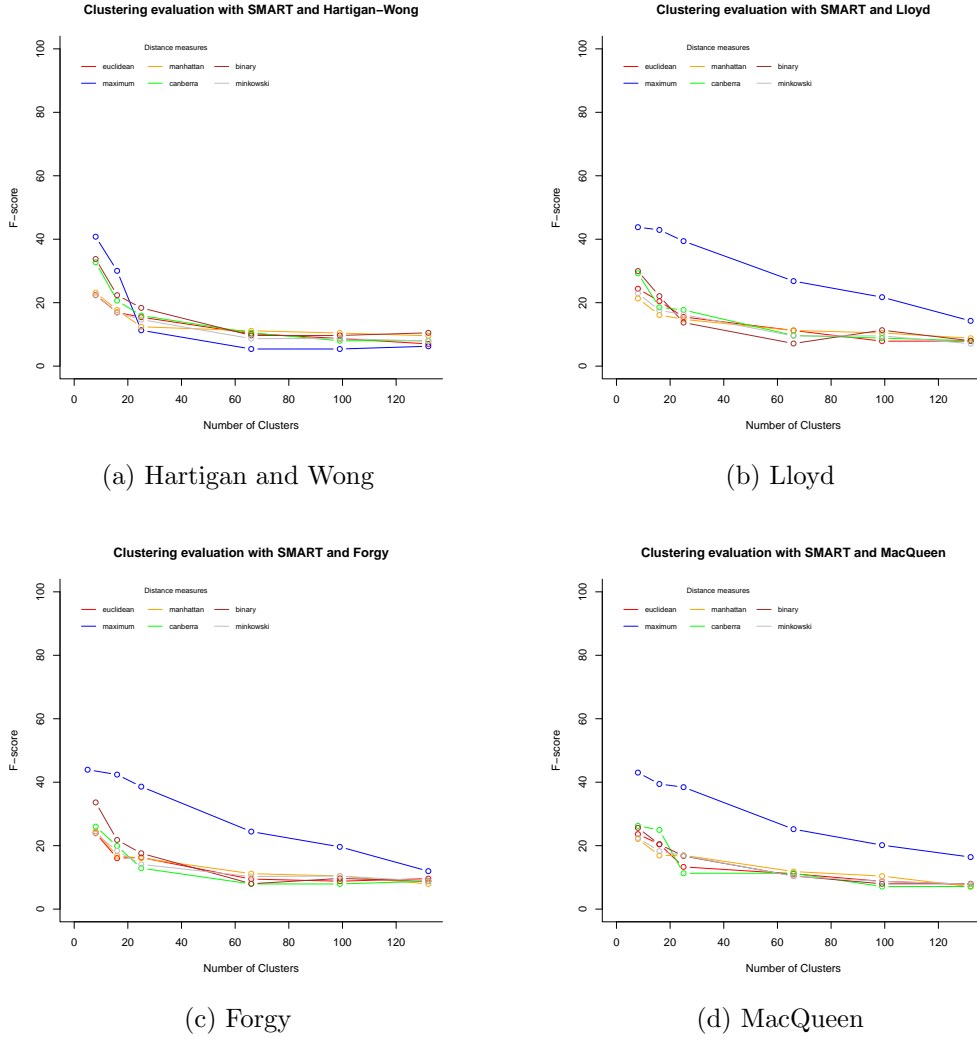 Clustering evaluation with SMART and Hartigan−Wong
Distance measures
euclidean manhattan binary
maximum canberra minkowski
F−score
0 20 40 60 80 100
0 20 40 60 80 100 120
Number of Clusters
(a) Hartigan and Wong
Clustering evaluation with SMART and Lloyd
Distance measures
euclidean manhattan binary
maximum canberra minkowski
F−score
0 20 40 60 80 100
0 20 40 60 80 100 120
Number of Clusters
(b) Lloyd
Clustering evaluation with SMART and Forgy
Distance measures
euclidean manhattan binary
maximum canberra minkowski
F−score
0 20 40 60 80 100
0 20 40 60 80 100 120
Number of Clusters
(c) Forgy
Clustering evaluation with SMART and MacQueen
Distance measures
euclidean manhattan binary
maximum canberra minkowski
F−score
0 20 40 60 80 100
0 20 40 60 80 100 120
Number of Clusters
(d) MacQueen